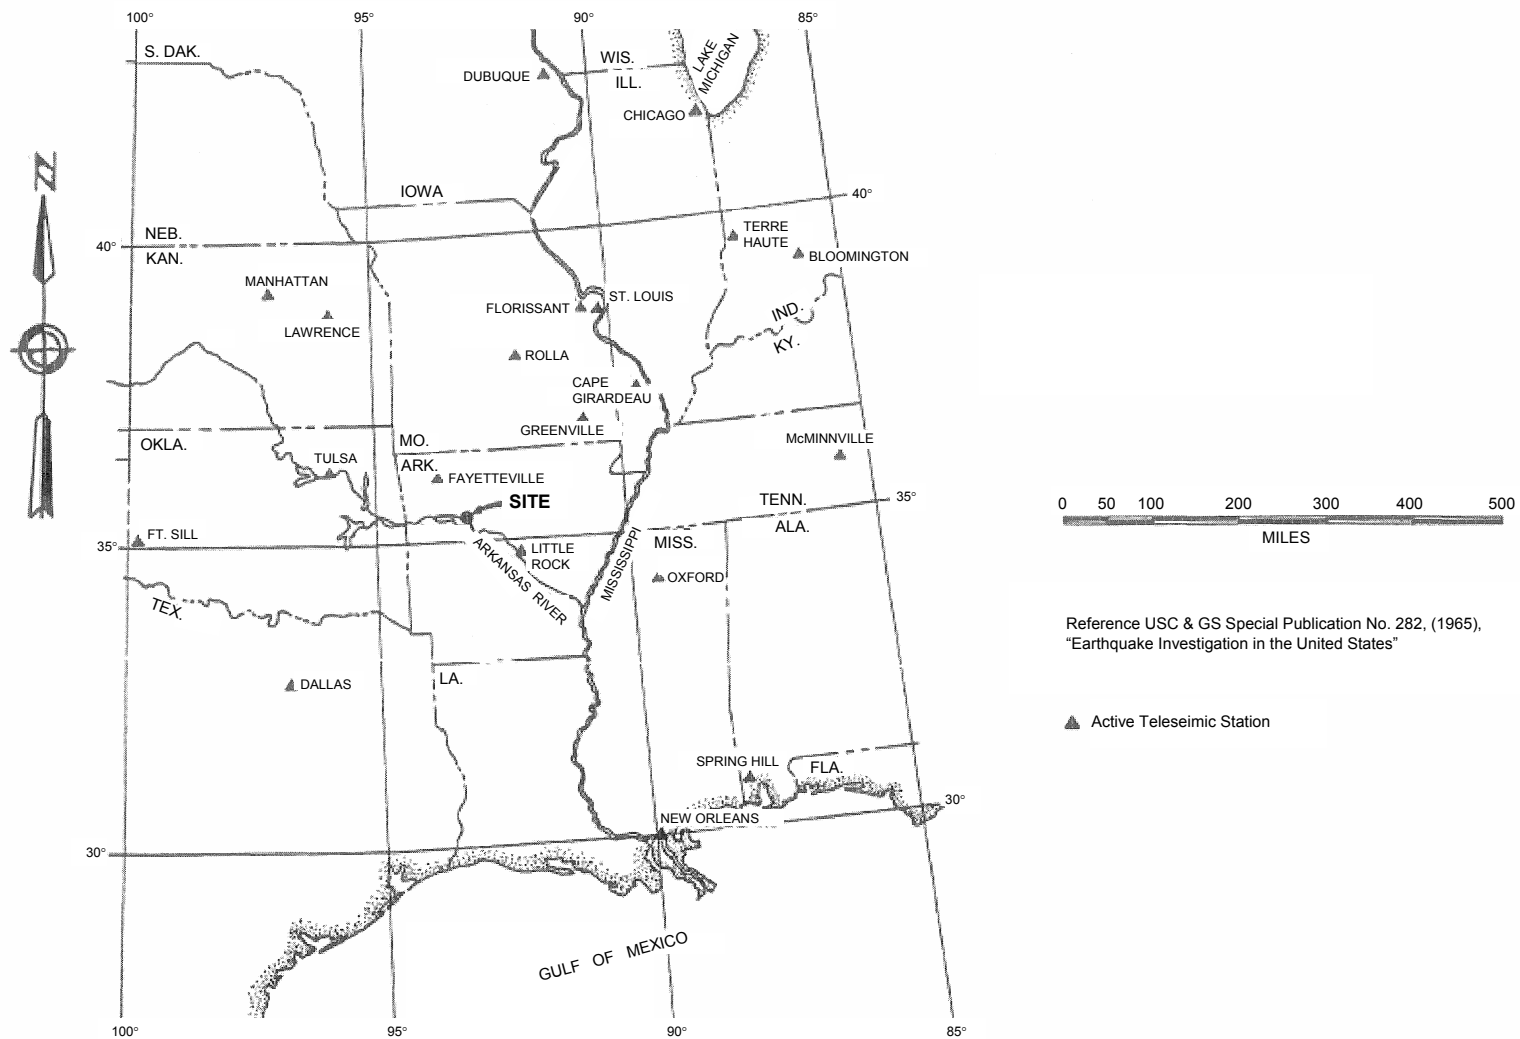 100° 95° 90° 85°
S. DAK.
WIS.
LAKE
MICHIGAN
DUBUQUE
ILL.
CHICAGO
N
IOWA
40°
NEB.
TERRE
HAUTE
40°
KAN.
BLOOMINGTON
MANHATTAN
ST. LOUIS
FLORISSANT
IND.
LAWRENCE
KY.
ROLLA
CAPE
GIRARDEAU
GREENVILLE
McMINNVILLE
OKLA.
MO.
TULSA
ARK.
FAYETTEVILLE
SITE
TENN.
35°
0 50 100 200 300 400 500
MILES
ALA.
FT. SILL
MISS.
35°
LITTLE
ROCK
ARKANSAS RIVER
MISSISSIPPI
OXFORD
TEX.
Reference USC & GS Special Publication No. 282, (1965),
“Earthquake Investigation in the United States”
DALLAS
LA.
Active Teleseimic Station
SPRING HILL
FLA.
30°
NEW ORLEANS
30°
GULF OF MEXICO
100° 95° 90° 85°